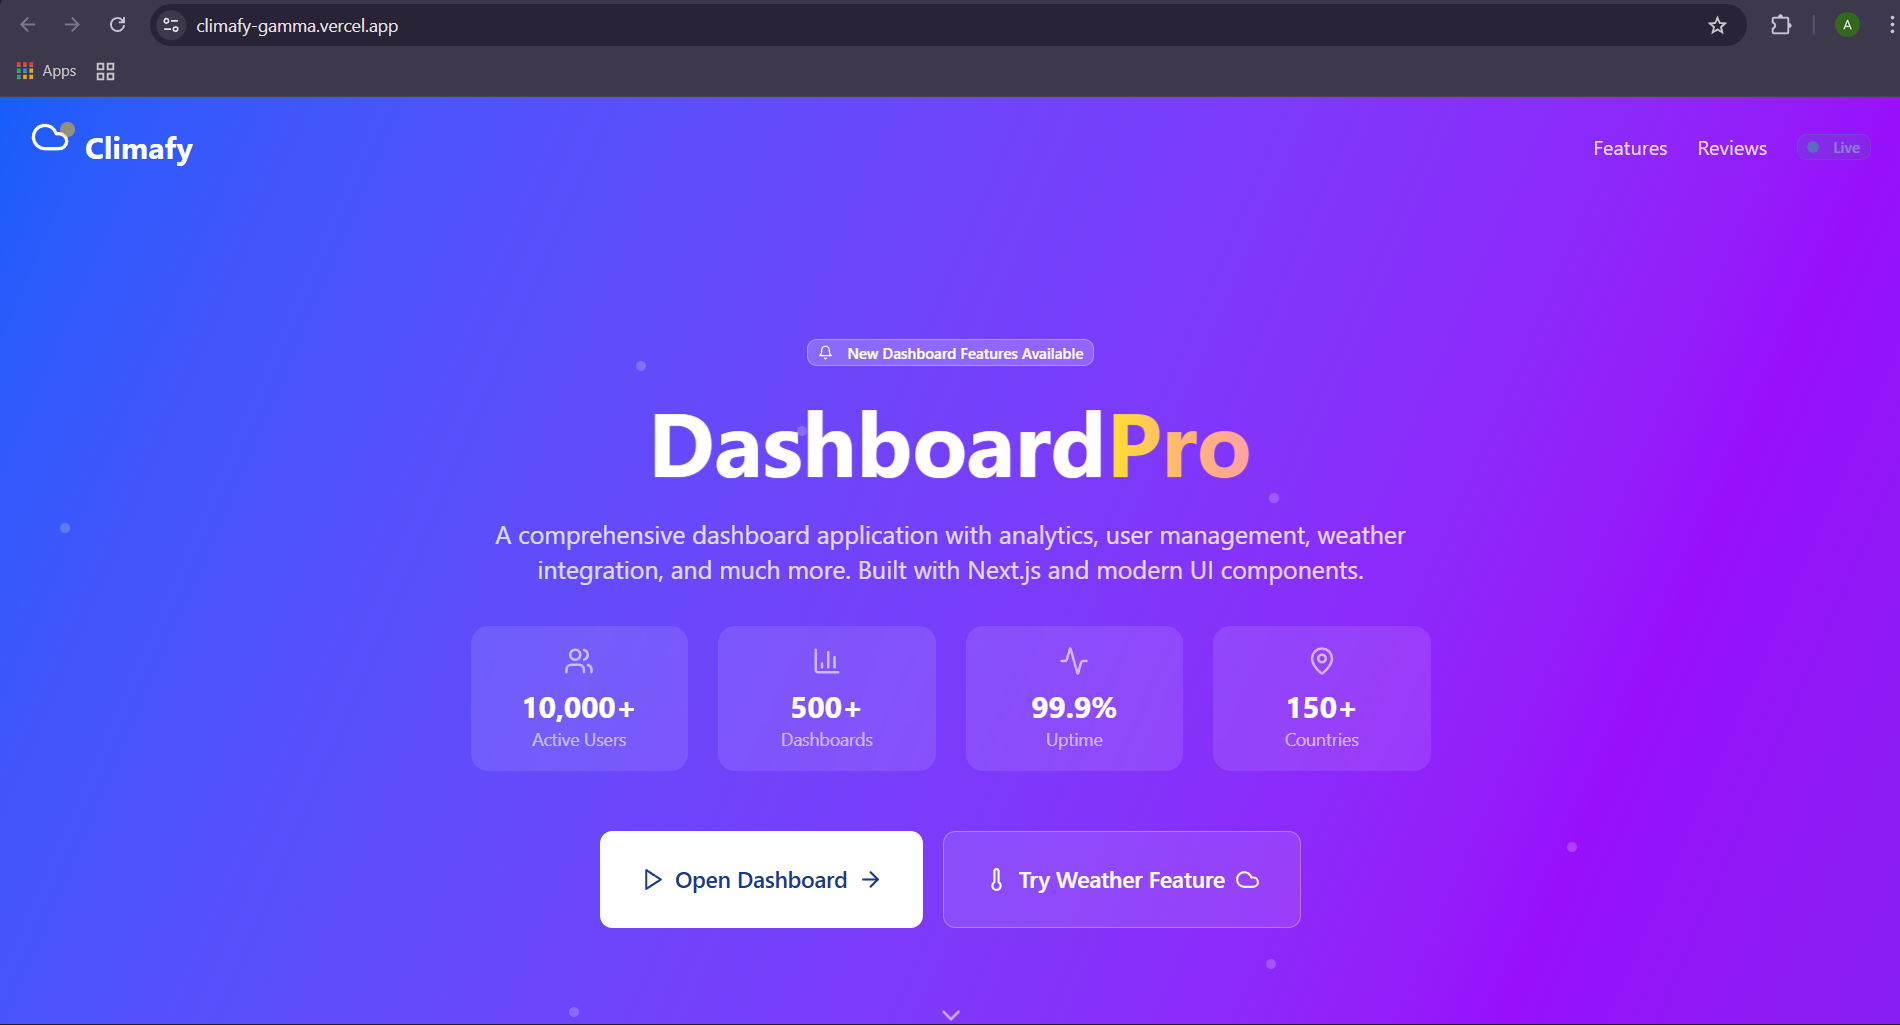 climafy-gamma.vercel.app
A
Apps
Climafy
Features
Reviews
Live
New Dashboard Features Available
DashboardPro
A comprehensive dashboard application with analytics, user management, weather
integration, and much more. Built with Next.js and modern UI components.
10,000+
Active Users
500+
Dashboards
99.9%
Uptime
150+
Countries
Open Dashboard
Try Weather Feature